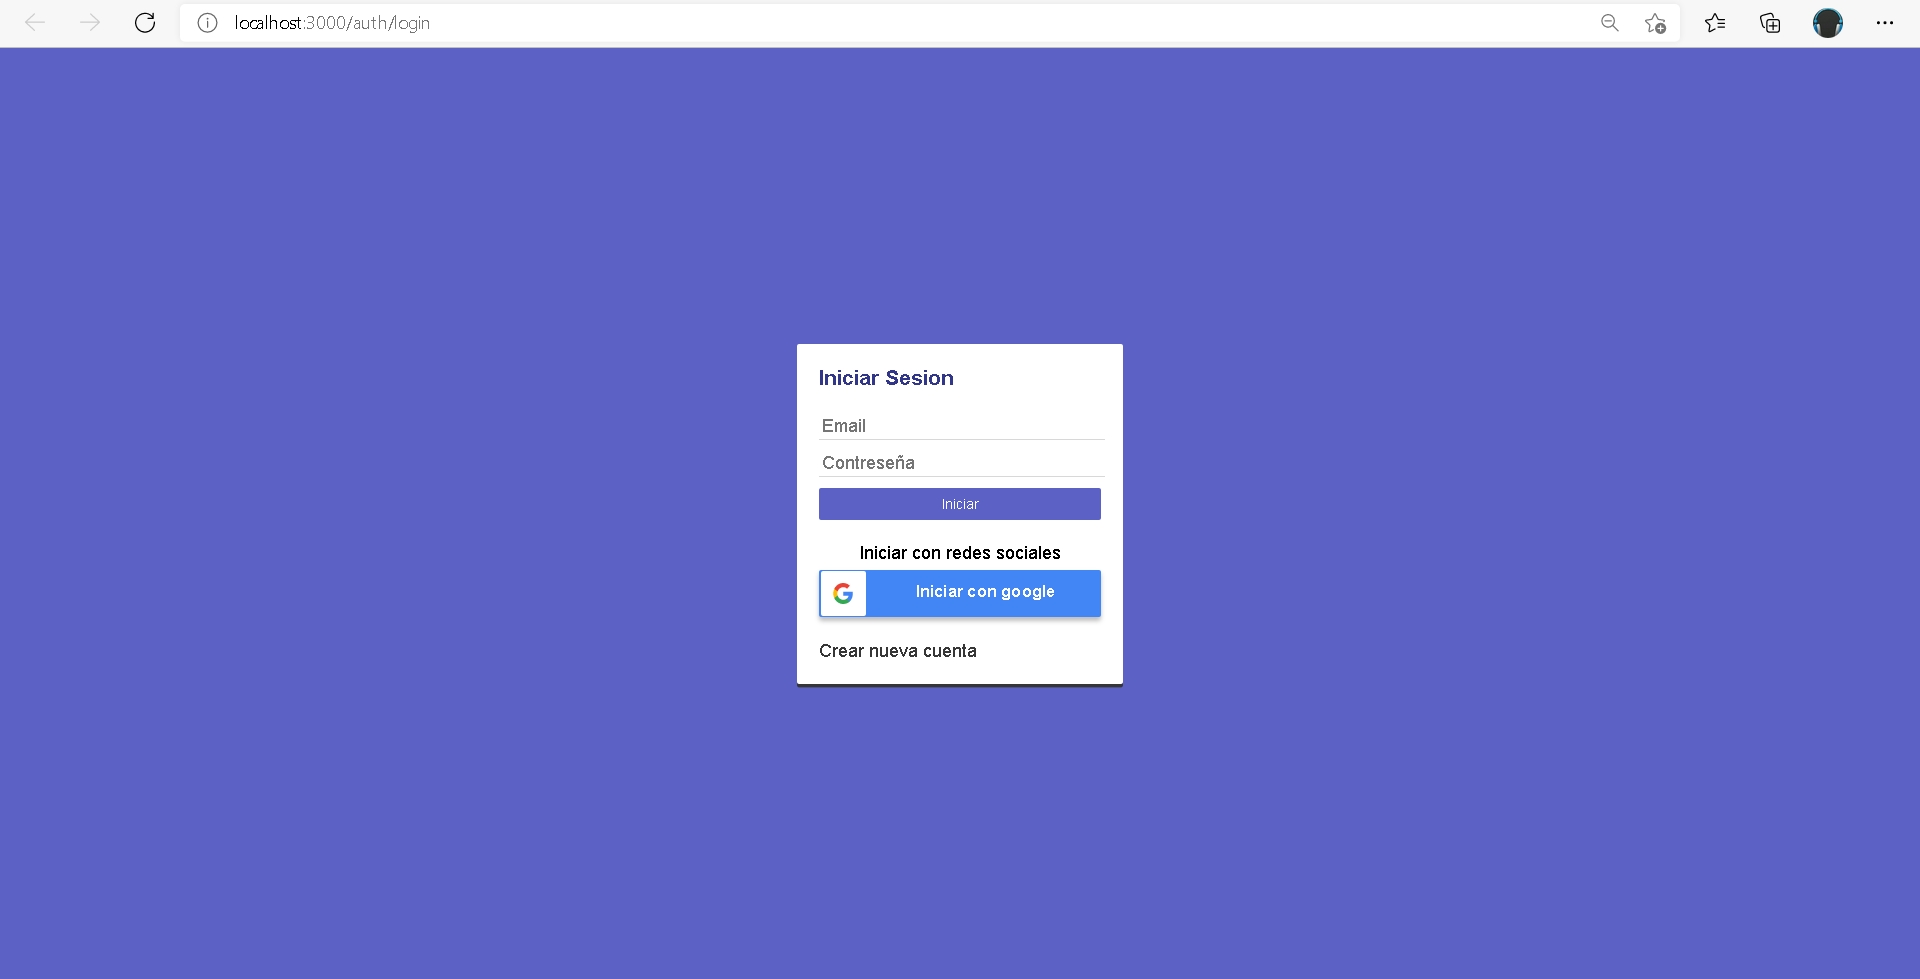 localhost:3000/auth/login
Iniciar Sesion
Email
Contreseña
Iniciar
Iniciar con redes sociales
Iniciar con google
Crear nueva cuenta